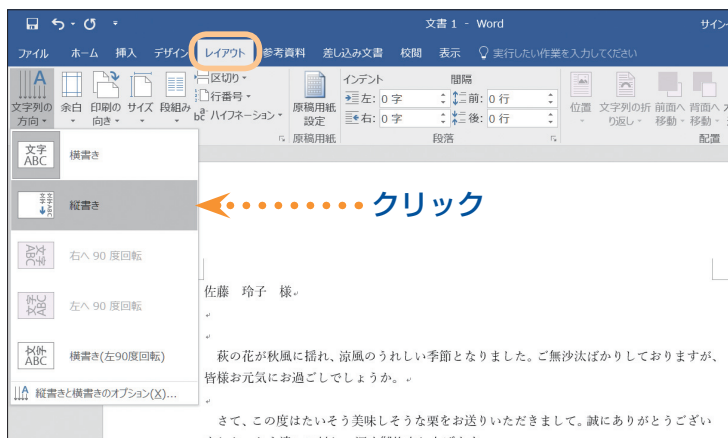 文書 1 - Word
サイン
ファイル ホーム 挿入 デザイン レイアウト 参考資料 差し込み文書 校閲 表示 実行したい作業を入力してください
文字列の方向 余白 印刷の向き サイズ 段組み
区切り
行番号
ハイフネーション
原稿用紙設定
原稿用紙
インデント 間隔
左: 0 字 前: 0 行
右: 0 字 後: 0 行
段落
位置 文字列の折り返し 前面へ移動 背面へ移動
配置
文字 ABC 横書き
縦書き
クリック
右へ 90 度回転
左へ 90 度回転
横書き(左90度回転)
縦書きと横書きのオプション(X)...
佐藤 玲子 様
萩の花が秋風に揺れ、涼風のうれしい季節となりました。ご無沙汰ばかりしておりますが、
皆様お元気にお過ごしでしょうか。
さて、この度はたいそう美味しそうな栗をお送りいただきまして。誠にありがとうござい